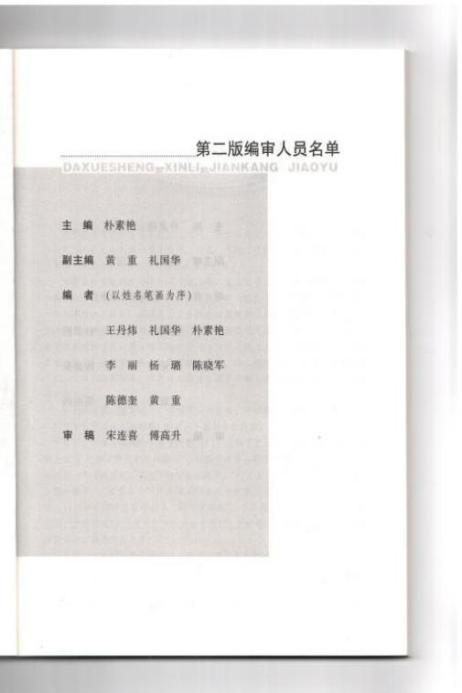 第二版编审人员名单
DAXUESHENG XINLI JIANKANG JIAOYU
主 编 朴素艳
副主编 黄 重 礼国华
编 者 (以姓名笔画为序)
王丹炜 礼国华 朴素艳
李 丽 杨 璐 陈晓军
陈德奎 黄 重
审 稿 宋连喜 傅高升